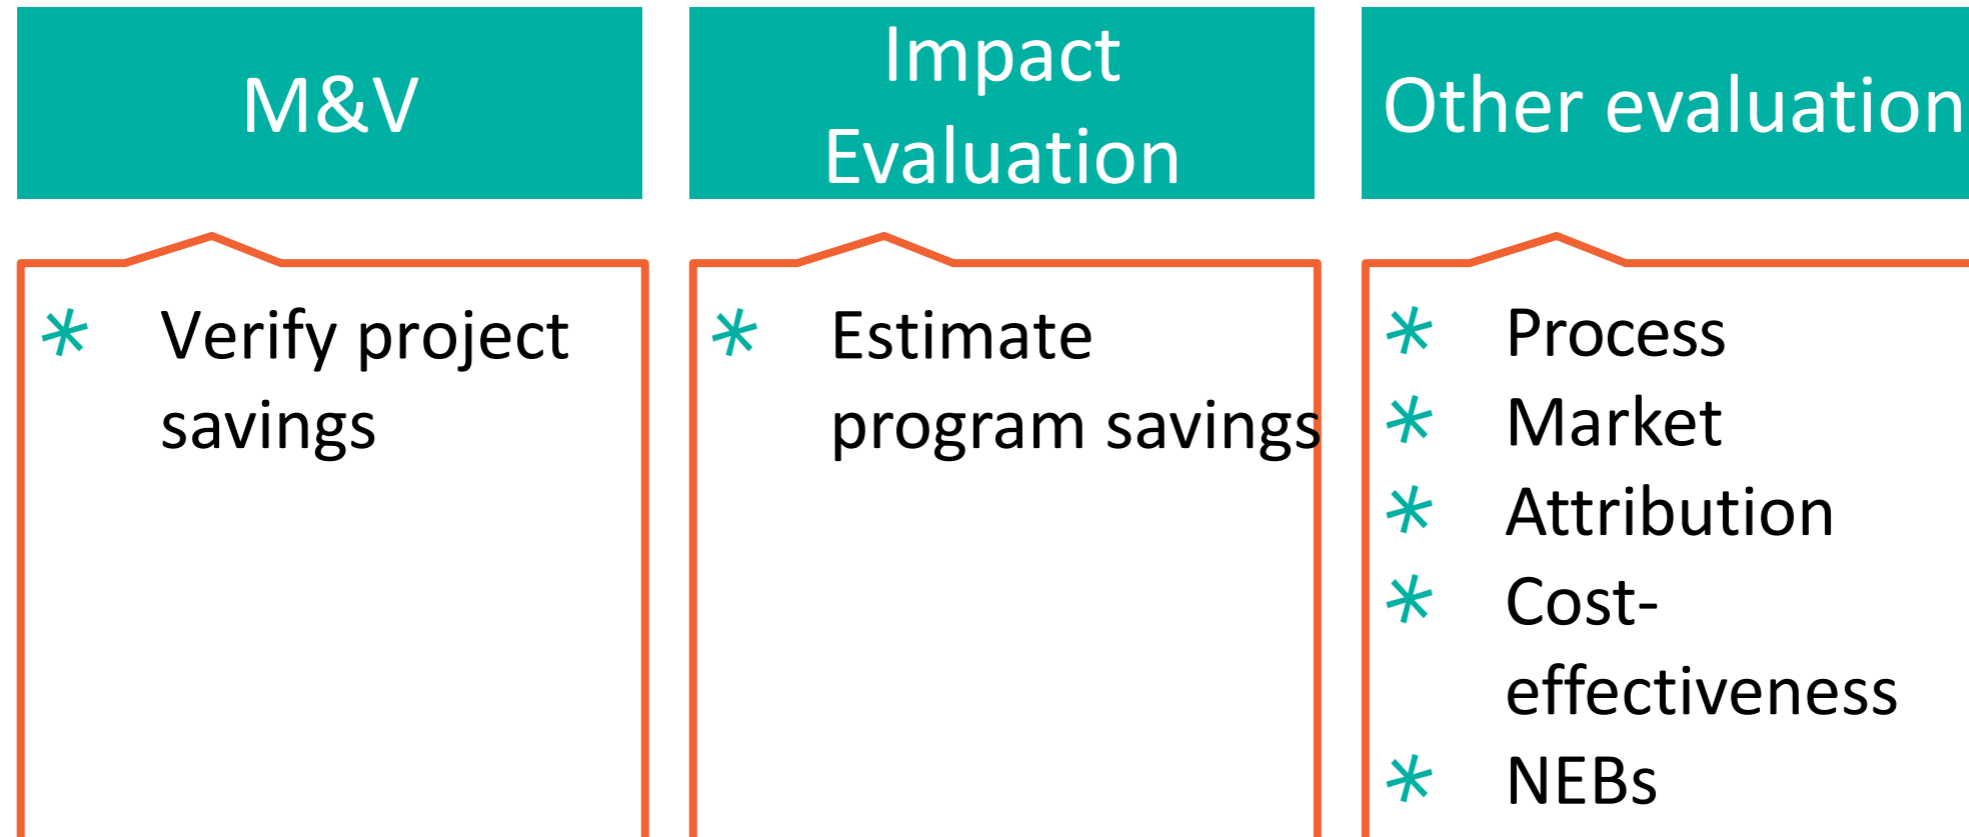 M&V
Impact
Evaluation
Other evaluation
* Verify project
savings
* Estimate
program savings
* Process
* Market
* Attribution
* Cost-
effectiveness
* NEBs